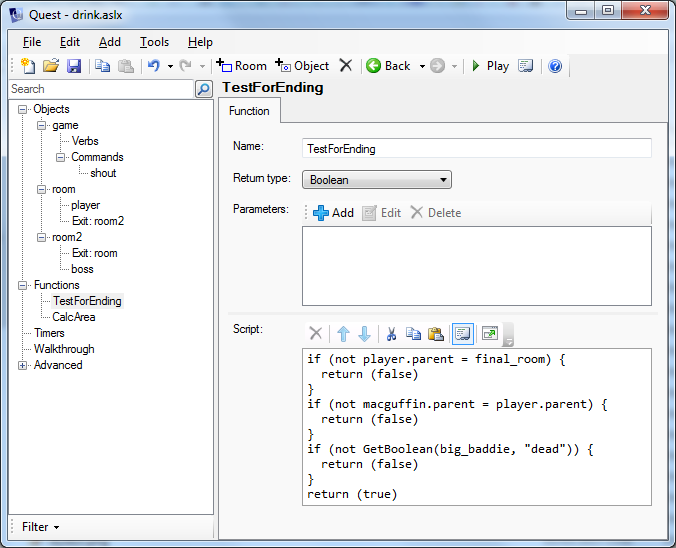 Quest - drink.aslx
File Edit Add Tools Help
Room Object Back Play
Search
Objects
game
Verbs
Commands
shout
room
player
Exit: room2
room2
Exit: room
boss
Functions
TestForEnding
CalcArea
Timers
Walkthrough
Advanced
Filter
TestForEnding
Function
Name: TestForEnding
Return type: Boolean
Parameters: Add Edit Delete
Script:
if (not player.parent = final_room) {
  return (false)
}
if (not macguffin.parent = player.parent) {
  return (false)
}
if (not GetBoolean(big_baddie, "dead")) {
  return (false)
}
return (true)